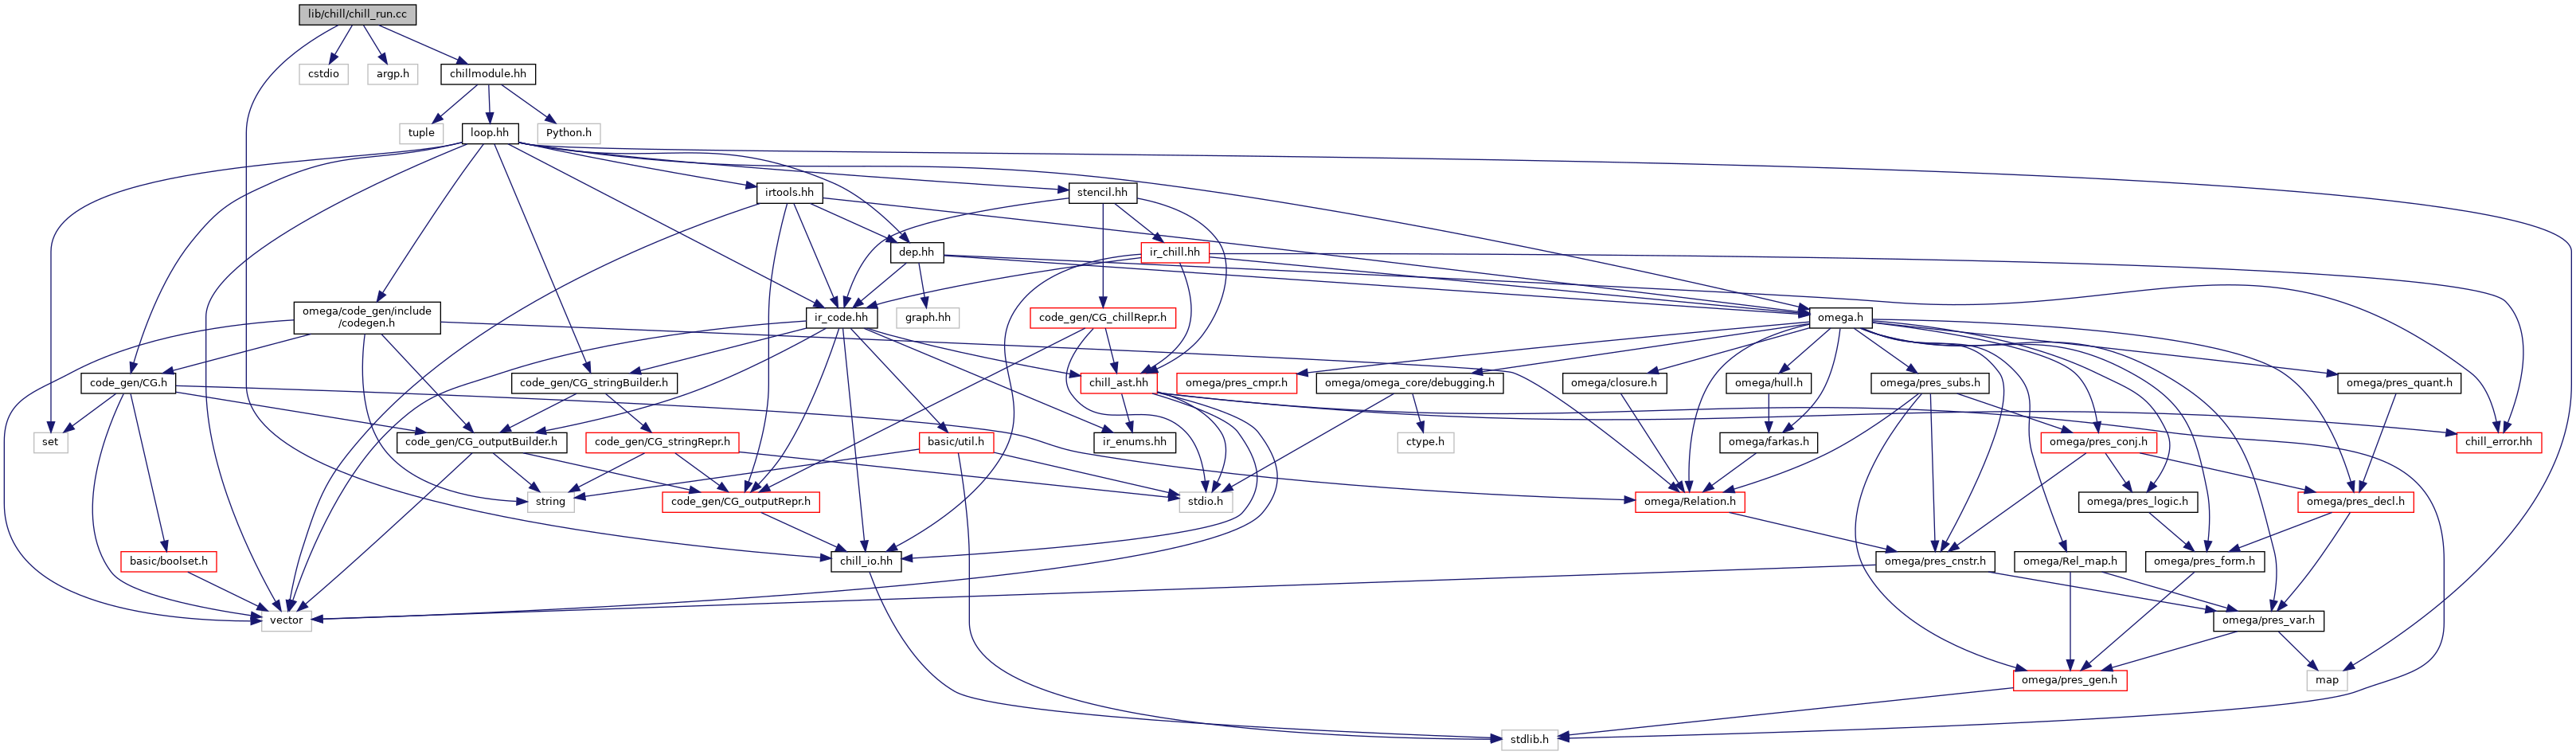 lib/chill/chill_run.cc
cstdio
argp.h
chillmodule.hh
tuple
loop.hh
Python.h
irtools.hh
stencil.hh
dep.hh
ir_chill.hh
omega/code_gen/include
/codegen.h
ir_code.hh
graph.hh
code_gen/CG_chillRepr.h
omega.h
code_gen/CG.h
code_gen/CG_stringBuilder.h
chill_ast.hh
omega/pres_cmpr.h
omega/omega_core/debugging.h
omega/closure.h
omega/hull.h
omega/pres_subs.h
omega/pres_quant.h
set
code_gen/CG_outputBuilder.h
code_gen/CG_stringRepr.h
basic/util.h
ir_enums.hh
ctype.h
omega/farkas.h
omega/pres_conj.h
chill_error.hh
string
code_gen/CG_outputRepr.h
stdio.h
omega/Relation.h
omega/pres_logic.h
omega/pres_decl.h
basic/boolset.h
chill_io.hh
omega/pres_cnstr.h
omega/Rel_map.h
omega/pres_form.h
vector
omega/pres_var.h
omega/pres_gen.h
map
stdlib.h